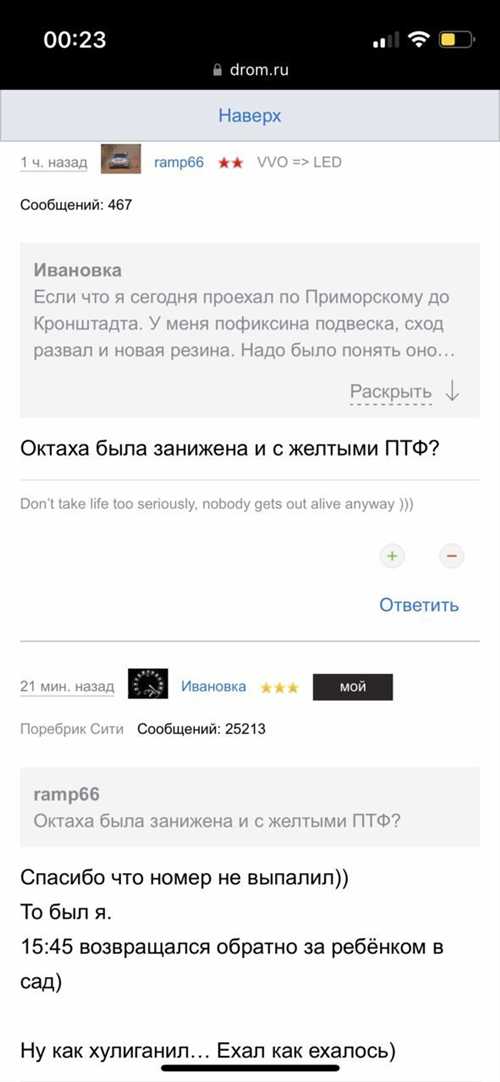 00:23
drom.ru
Наверх
1 ч. назад ramp66 VVO => LED
Сообщений: 467
Ивановка
Если что я сегодня проехал по Приморскому до
Кронштадта. У меня пофиксина подвеска, сход
развал и новая резина. Надо было понять оно...
Раскрыть ↓
Октаха была занижена и с желтыми ПТФ?
Don't take life too seriously, nobody gets out alive anyway )))
+ −
Ответить
21 мин. назад Ивановка мой
Поребрик Сити Сообщений: 25213
ramp66
Октаха была занижена и с желтыми ПТФ?
Спасибо что номер не выпалил))
То был я.
15:45 возвращался обратно за ребёнком в
сад)
Ну как хулиганил... Ехал как ехалось)